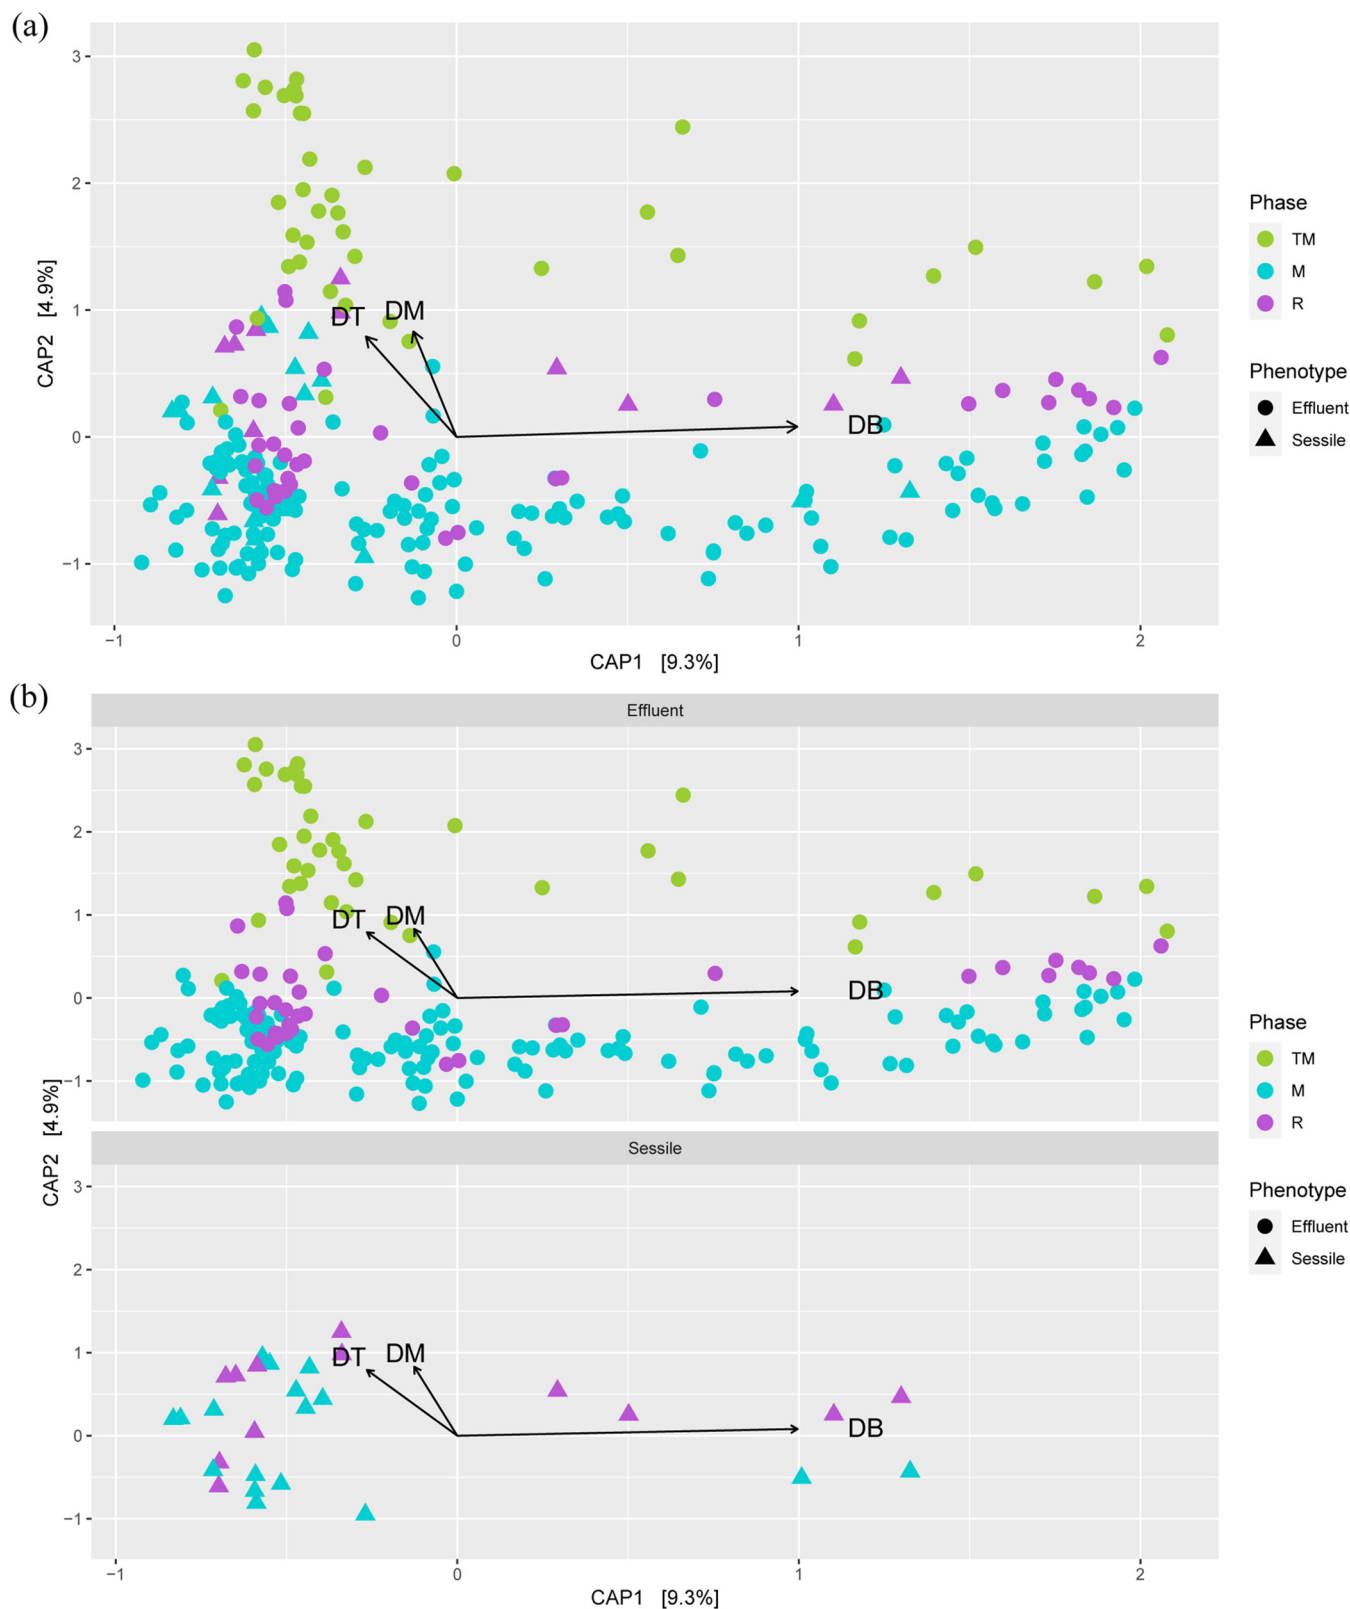 (a)
3
2
1
0
−1
CAP2 [4.9%]
DT
DM
DB
−1
0
1
2
CAP1 [9.3%]
Phase
TM
M
R
Phenotype
Effluent
Sessile
(b)
Effluent
3
2
1
0
−1
DT
DM
DB
CAP2 [4.9%]
Sessile
3
2
1
0
−1
DT
DM
DB
−1
0
1
2
CAP1 [9.3%]
Phase
TM
M
R
Phenotype
Effluent
Sessile